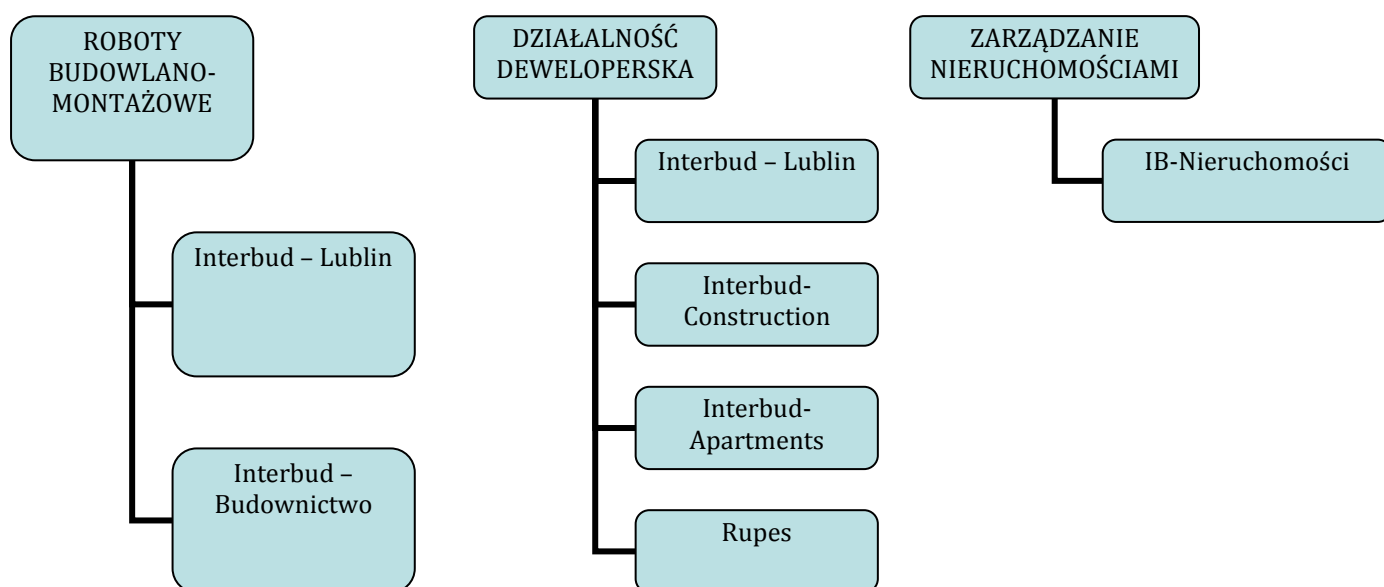 ROBOTY
BUDOWLANO-
MONTAŻOWE
Interbud – Lublin
Interbud –
Budownictwo
DZIAŁALNOŚĆ
DEWELOPERSKA
Interbud – Lublin
Interbud-
Construction
Interbud-
Apartments
Rupes
ZARZĄDZANIE
NIERUCHOMOŚCIAMI
IB-Nieruchomości